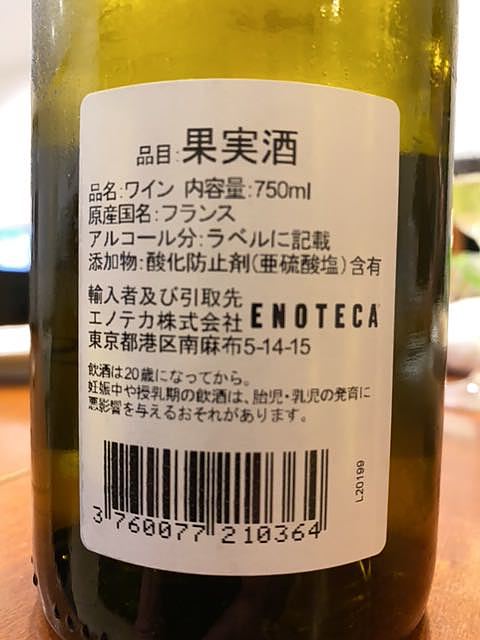 品目:果実酒
品名:ワイン 内容量:750ml
原産国名:フランス
アルコール分:ラベルに記載
添加物:酸化防止剤(亜硫酸塩)含有
輸入者及び引取先
エノテカ株式会社 ENOTECA
東京都港区南麻布5-14-15
飲酒は20歳になってから。
妊娠中や授乳期の飲酒は、胎児・乳児の発育に
悪影響を与えるおそれがあります。
L20199
3 760077 210364